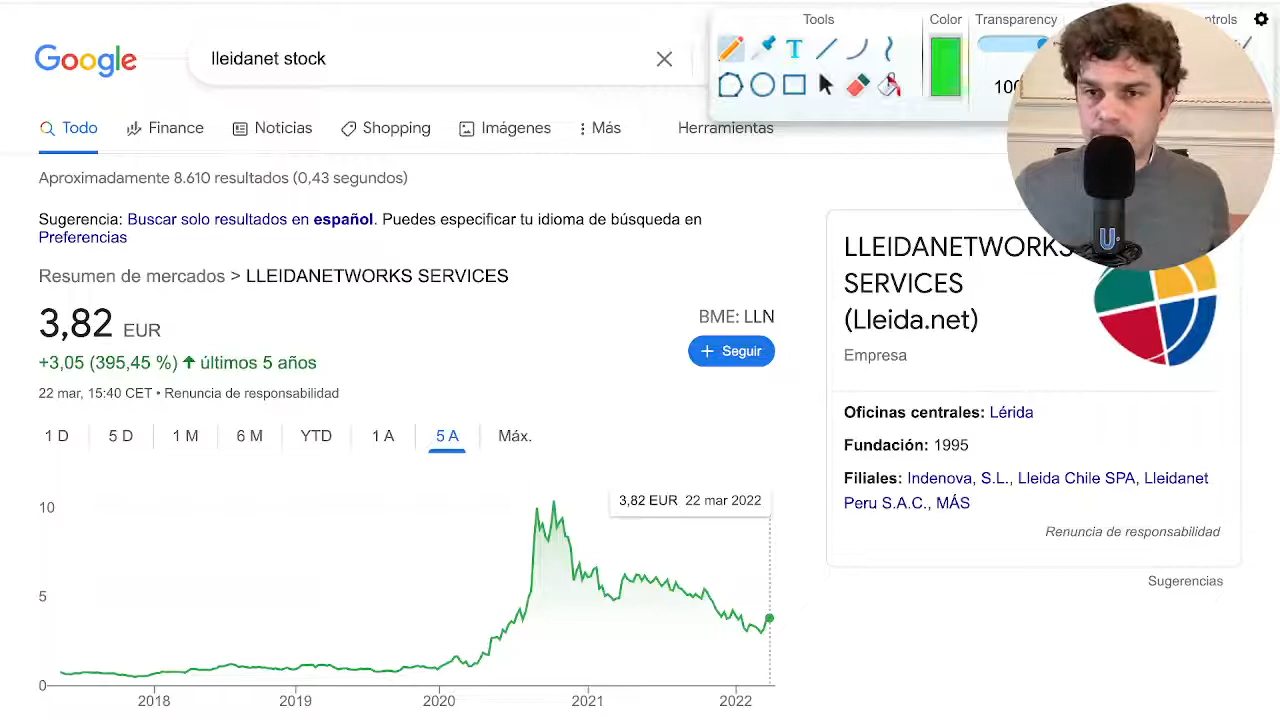 Google
lleidanet stock
Tools
Color
Transparency
T
Todo
Finance
Noticias
Shopping
Imágenes
Más
Herramientas
Aproximadamente 8.610 resultados (0,43 segundos)
Sugerencia: Buscar solo resultados en español. Puedes especificar tu idioma de búsqueda en
Preferencias
Resumen de mercados > LLEIDANETWORKS SERVICES
3,82 EUR
+3,05 (395,45 %) ↑ últimos 5 años
22 mar, 15:40 CET • Renuncia de responsabilidad
BME: LLN
+ Seguir
1 D
5 D
1 M
6 M
YTD
1 A
5 A
Máx.
3,82 EUR 22 mar 2022
10
5
0
2018
2019
2020
2021
2022
LLEIDANETWORKS
SERVICES
(Lleida.net)
Empresa
Oficinas centrales: Lérida
Fundación: 1995
Filiales: Indenova, S.L., Lleida Chile SPA, Lleidanet
Peru S.A.C., MÁS
Renuncia de responsabilidad
Sugerencias
U